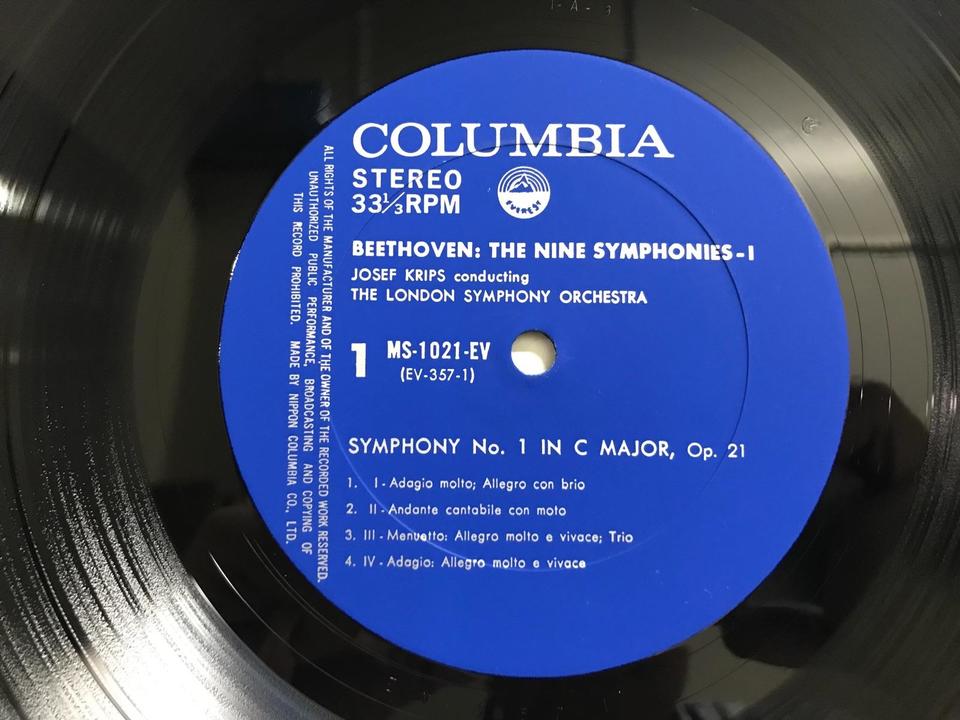 1-A-3
COLUMBIA
STEREO
33⅓RPM
EVEREST
BEETHOVEN: THE NINE SYMPHONIES-1
JOSEF KRIPS conducting
THE LONDON SYMPHONY ORCHESTRA
1 MS-1021-EV
(EV-357-1)
SYMPHONY No. 1 IN C MAJOR, Op. 21
1. I - Adagio molto; Allegro con brio
2. II - Andante cantabile con moto
3. III - Menuetto: Allegro molto e vivace; Trio
4. IV - Adagio: Allegro molto e vivace
ALL RIGHTS OF THE MANUFACTURER AND OF THE OWNER OF THE RECORDED WORK RESERVED.
UNAUTHORIZED PUBLIC PERFORMANCE, BROADCASTING AND COPYING OF
THIS RECORD PROHIBITED. MADE BY NIPPON COLUMBIA CO., LTD.